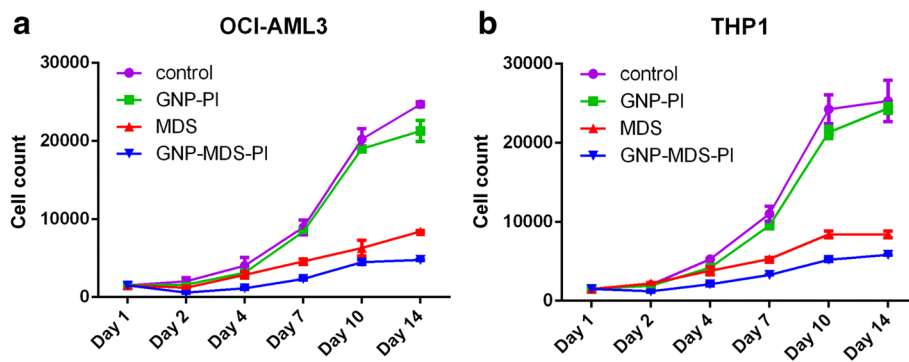 a
OCI-AML3
Cell count
30000
20000
10000
0
control
GNP-PI
MDS
GNP-MDS-PI
Day 1
Day 2
Day 4
Day 7
Day 10
Day 14
b
THP1
Cell count
30000
20000
10000
0
control
GNP-PI
MDS
GNP-MDS-PI
Day 1
Day 2
Day 4
Day 7
Day 10
Day 14